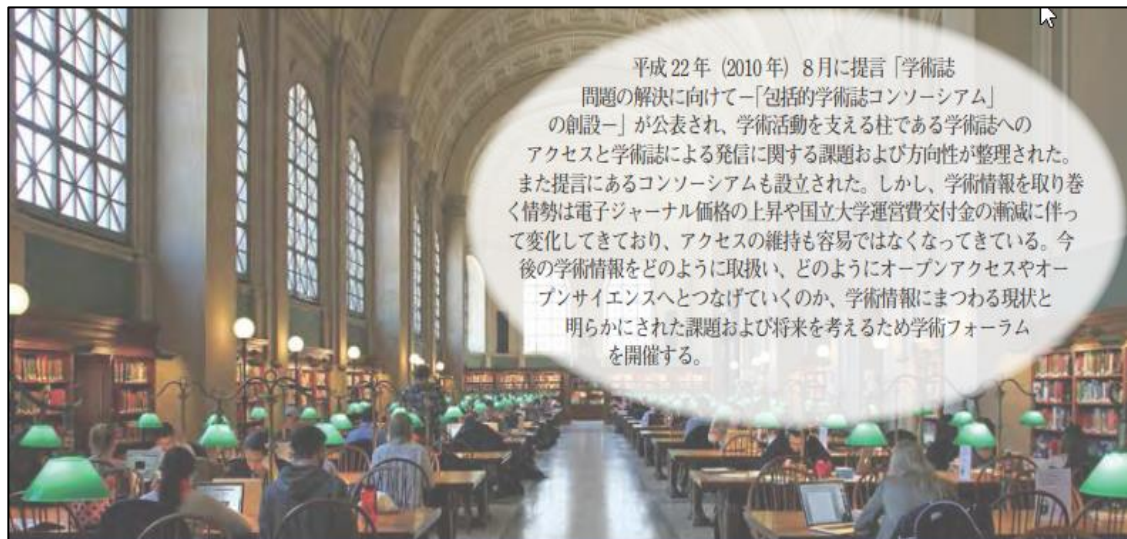 平成22年（2010年）8月に提言「学術誌
問題の解決に向けて－「包括的学術誌コンソーシアム」
の創設－」が公表され、学術活動を支える柱である学術誌への
アクセスと学術誌による発信に関する課題および方向性が整理された。
また提言にあるコンソーシアムも設立された。しかし、学術情報を取り巻
く情勢は電子ジャーナル価格の上昇や国立大学運営費交付金の漸減に伴っ
て変化してきており、アクセスの維持も容易ではなくなってきている。今
後の学術情報をどのように取扱い、どのようにオープンアクセスやオー
プンサイエンスへとつなげていくのか、学術情報にまつわる現状と
明らかにされた課題および将来を考えるため学術フォーラム
を開催する。